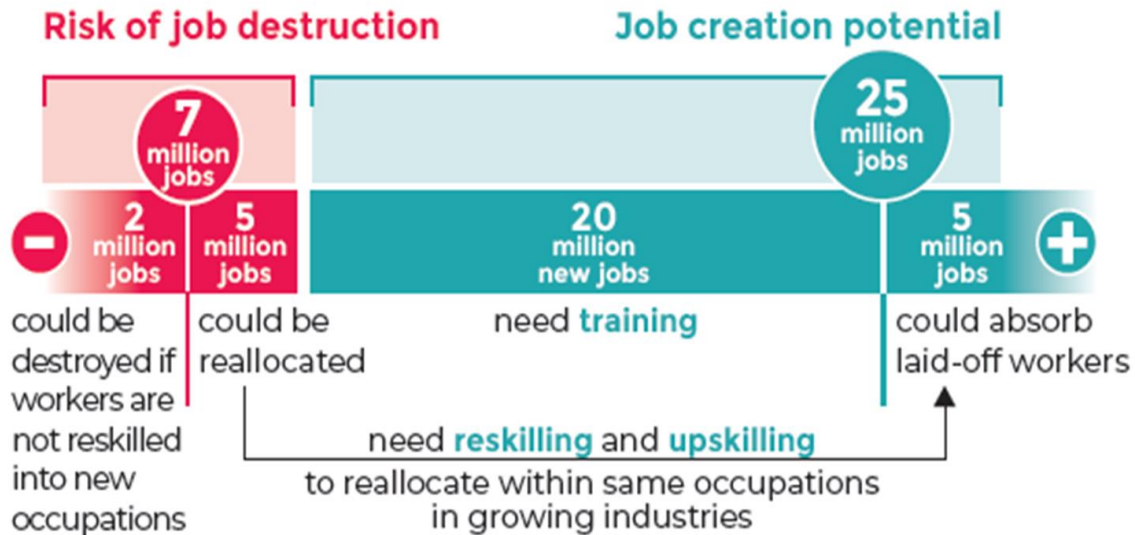 Risk of job destruction
Job creation potential
7
million
jobs
25
million
jobs
2
million
jobs
5
million
jobs
20
million
new jobs
5
million
jobs
could be
destroyed if
workers are
not reskilled
into new
occupations
could be
reallocated
need training
could absorb
laid-off workers
need reskilling and upskilling
to reallocate within same occupations
in growing industries